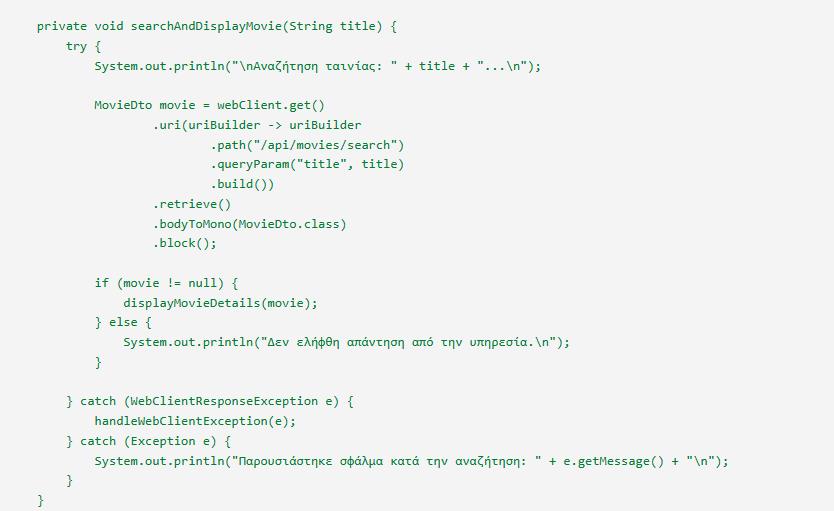 private void searchAndDisplayMovie(String title) {
try {
System.out.println("\nΑναζήτηση ταινίας: " + title + "...\n");
MovieDto movie = webClient.get()
.uri(uriBuilder -> uriBuilder
.path("/api/movies/search")
.queryParam("title", title)
.build())
.retrieve()
.bodyToMono(MovieDto.class)
.block();
if (movie != null) {
displayMovieDetails(movie);
} else {
System.out.println("Δεν ελήφθη απάντηση από την υπηρεσία.\n");
}
} catch (WebClientResponseException e) {
handleWebClientException(e);
} catch (Exception e) {
System.out.println("Παρουσιάστηκε σφάλμα κατά την αναζήτηση: " + e.getMessage() + "\n");
}
}